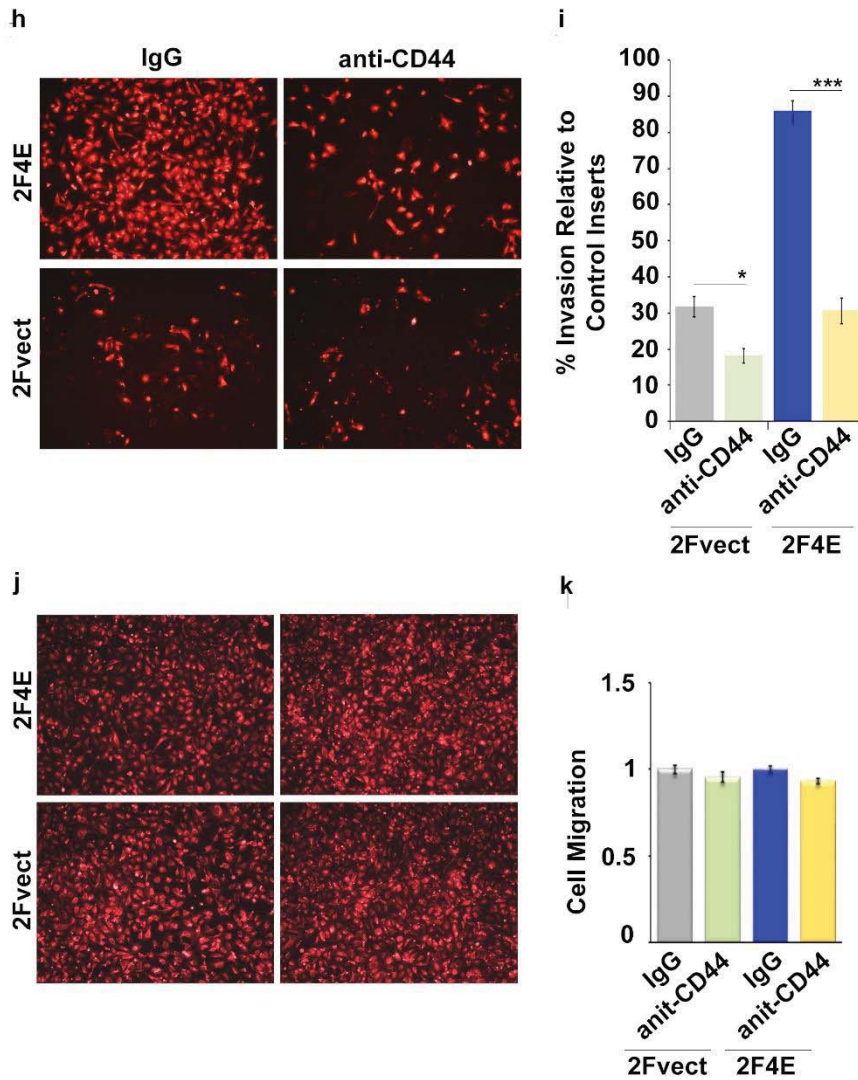 h
IgG
anti-CD44
2F4E
2Fvect
i
% Invasion Relative to
Control Inserts
100
90
80
70
60
50
40
30
20
10
0
*
***
IgG
anti-CD44
IgG
anti-CD44
2Fvect
2F4E
j
2F4E
2Fvect
k
Cell Migration
1.5
1
0.5
0
IgG
anit-CD44
IgG
anit-CD44
2Fvect
2F4E